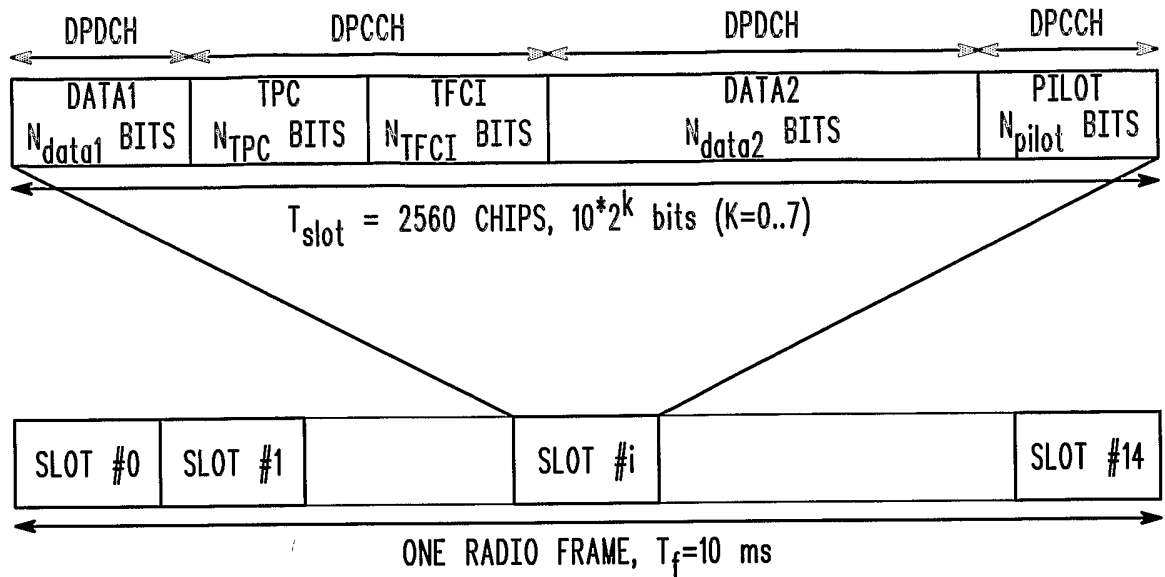 DPDCH DPCCH DPDCH DPCCH
DATA1 TPC TFCI DATA2 PILOT
N_data1 BITS N_TPC BITS N_TFCI BITS N_data2 BITS N_pilot BITS
T_slot = 2560 CHIPS, 10*2^k bits (K=0..7)
SLOT #0 SLOT #1 SLOT #i SLOT #14
ONE RADIO FRAME, T_f=10 ms